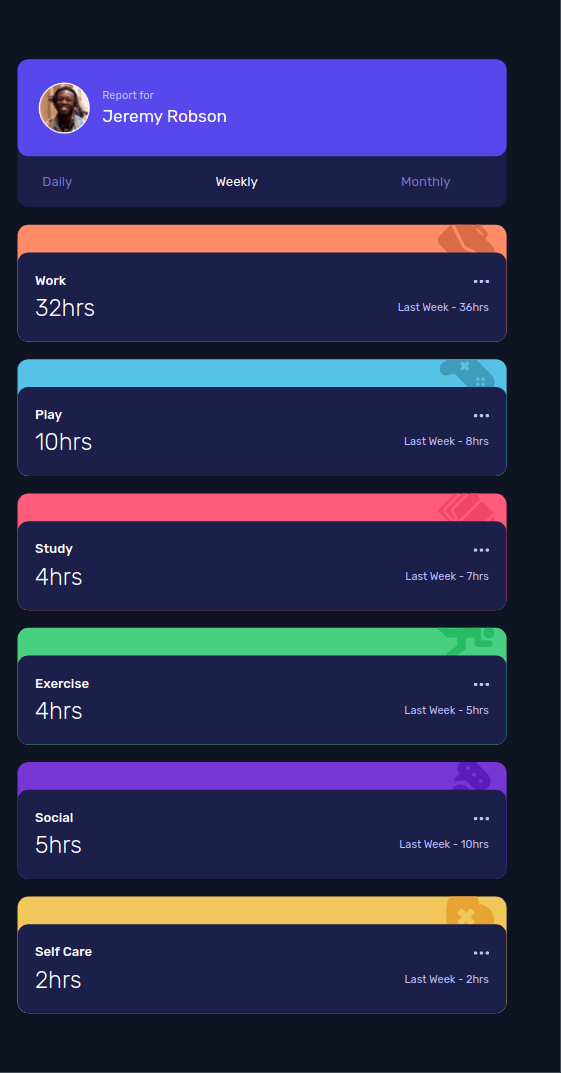 Report for
Jeremy Robson
Daily Weekly Monthly
Work
32hrs Last Week - 36hrs
Play
10hrs Last Week - 8hrs
Study
4hrs Last Week - 7hrs
Exercise
4hrs Last Week - 5hrs
Social
5hrs Last Week - 10hrs
Self Care
2hrs Last Week - 2hrs